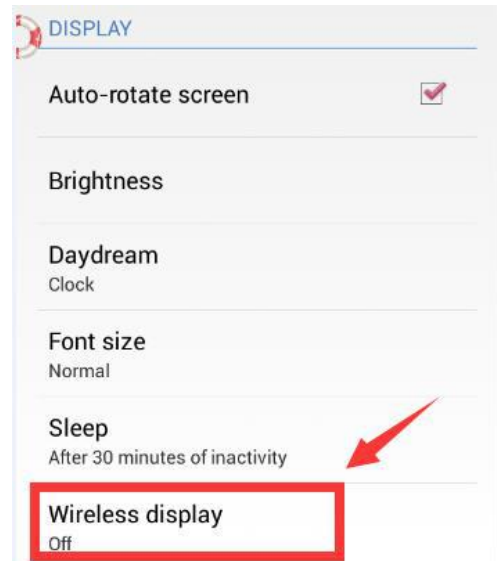 DISPLAY
Auto-rotate screen
Brightness
Daydream
Clock
Font size
Normal
Sleep
After 30 minutes of inactivity
Wireless display
Off